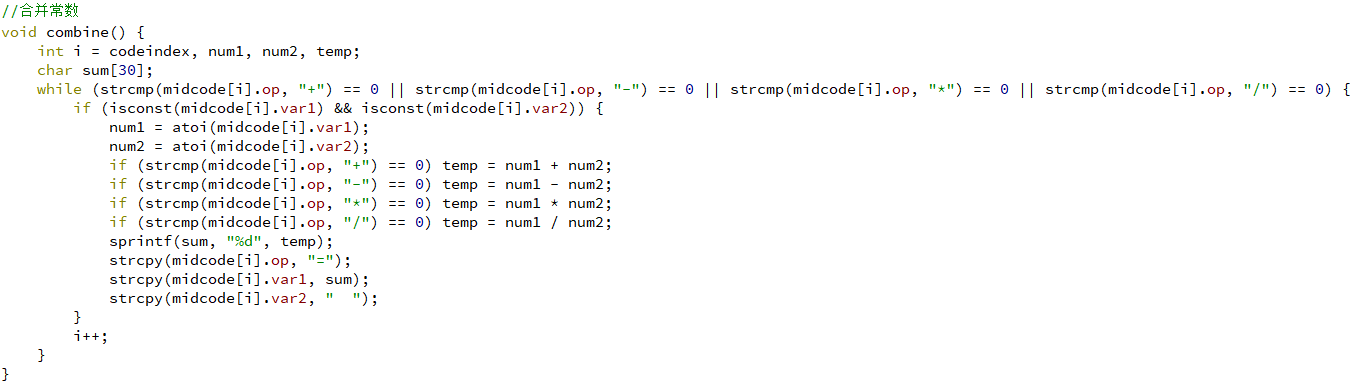 //合并常数
void combine() {
    int i = codeindex, num1, num2, temp;
    char sum[30];
    while (strcmp(midcode[i].op, "+") == 0 || strcmp(midcode[i].op, "-") == 0 || strcmp(midcode[i].op, "*") == 0 || strcmp(midcode[i].op, "/") == 0) {
        if (isconst(midcode[i].var1) && isconst(midcode[i].var2)) {
            num1 = atoi(midcode[i].var1);
            num2 = atoi(midcode[i].var2);
            if (strcmp(midcode[i].op, "+") == 0) temp = num1 + num2;
            if (strcmp(midcode[i].op, "-") == 0) temp = num1 - num2;
            if (strcmp(midcode[i].op, "*") == 0) temp = num1 * num2;
            if (strcmp(midcode[i].op, "/") == 0) temp = num1 / num2;
            sprintf(sum, "%d", temp);
            strcpy(midcode[i].op, "=");
            strcpy(midcode[i].var1, sum);
            strcpy(midcode[i].var2, "  ");
        }
        i++;
    }
}